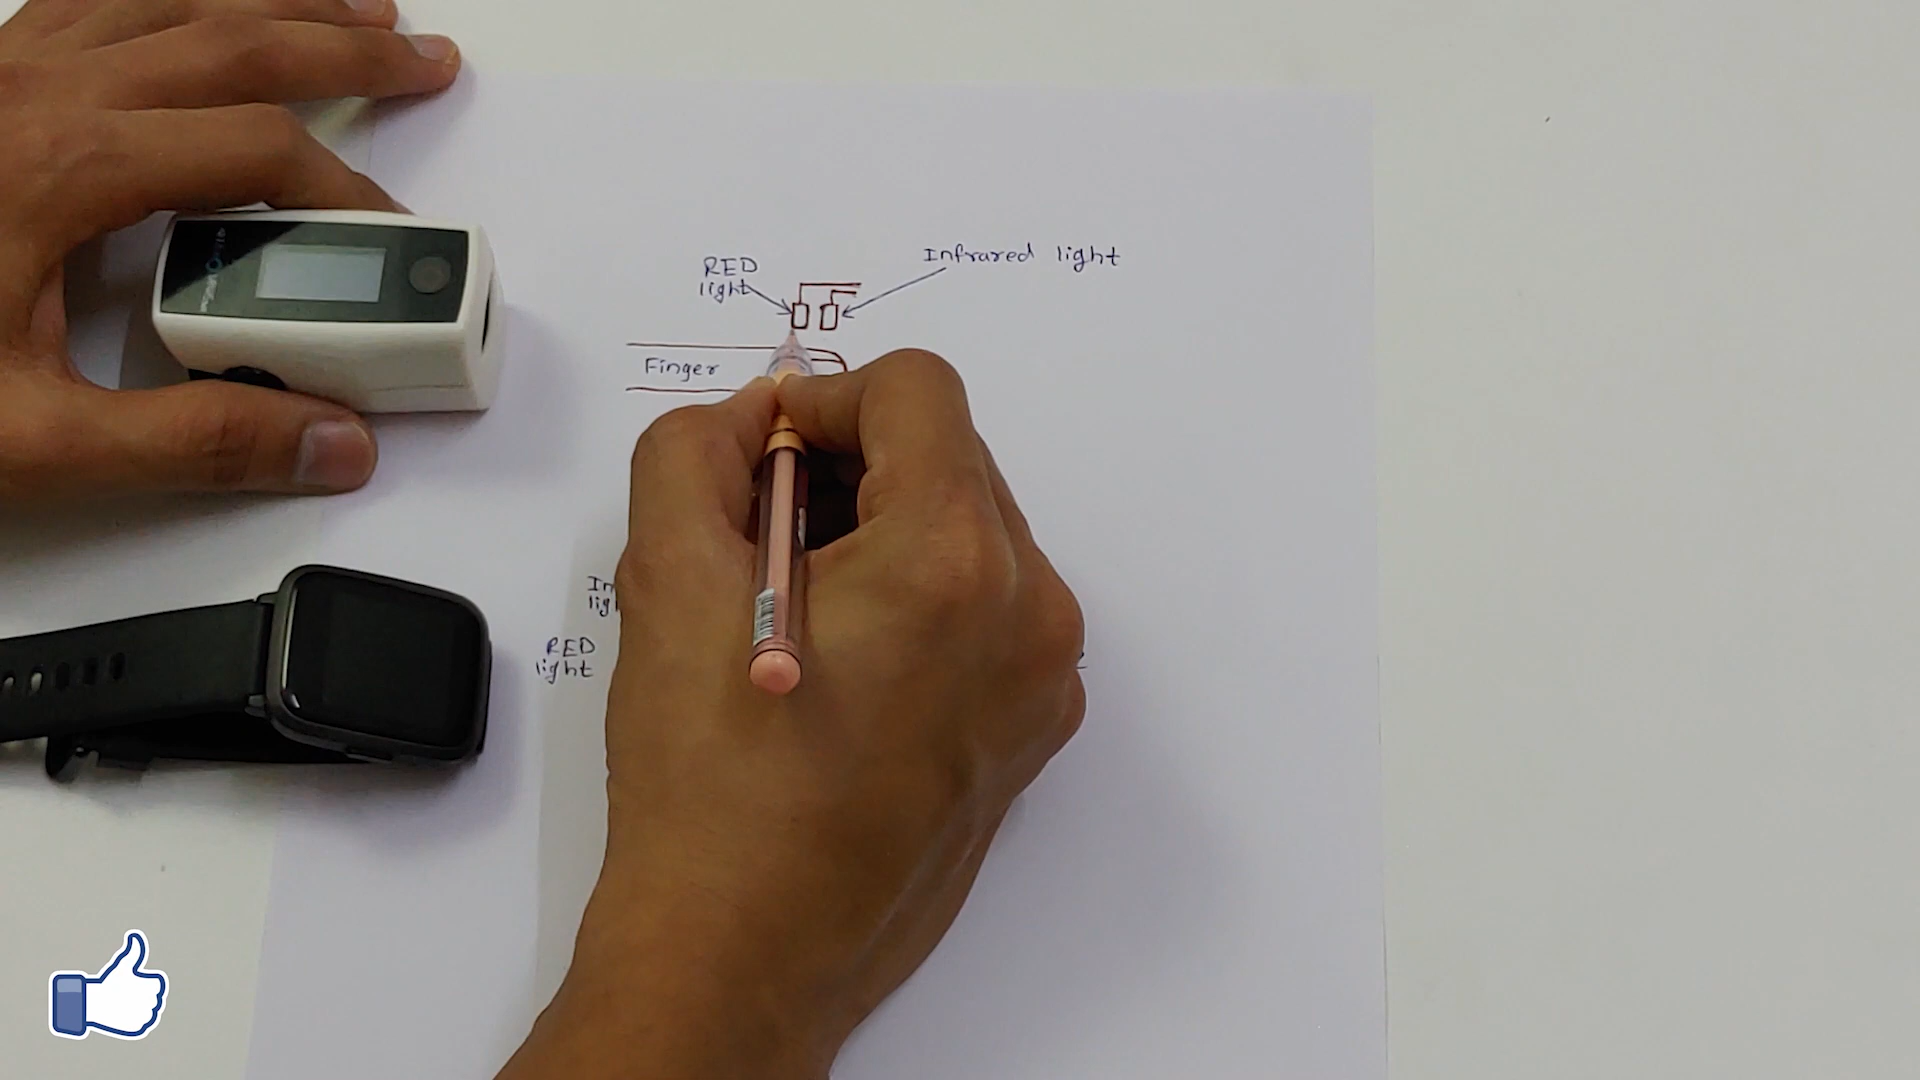 Infrared light
RED
light
Finger
RED
light